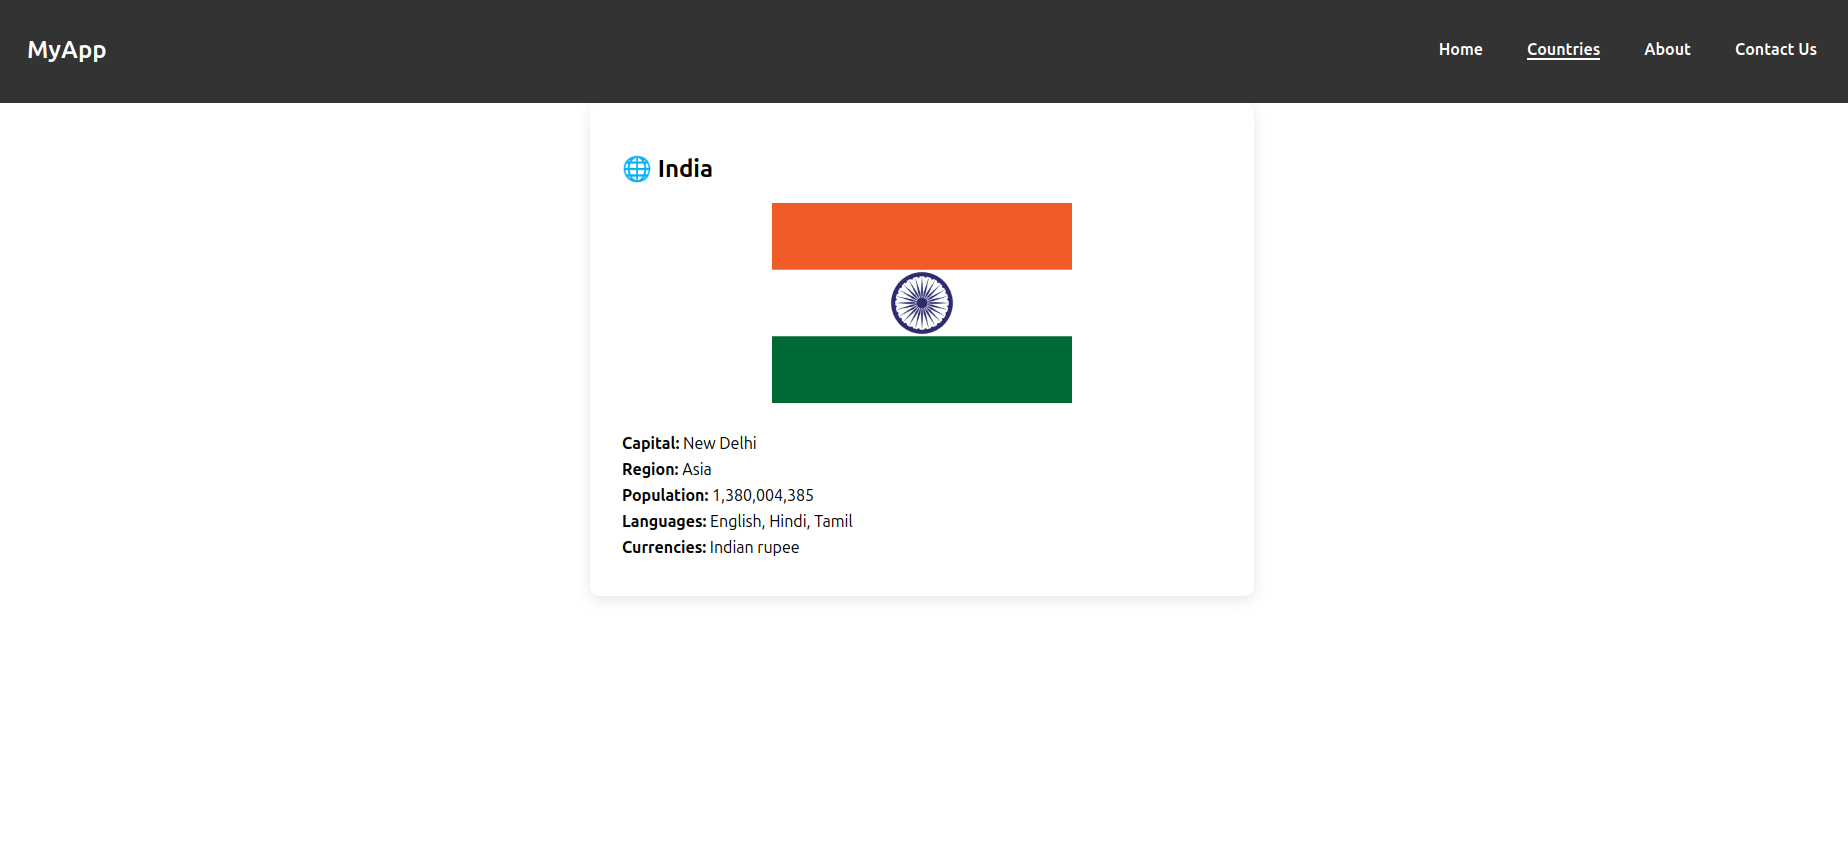 MyApp
Home Countries About Contact Us
India
Capital: New Delhi
Region: Asia
Population: 1,380,004,385
Languages: English, Hindi, Tamil
Currencies: Indian rupee